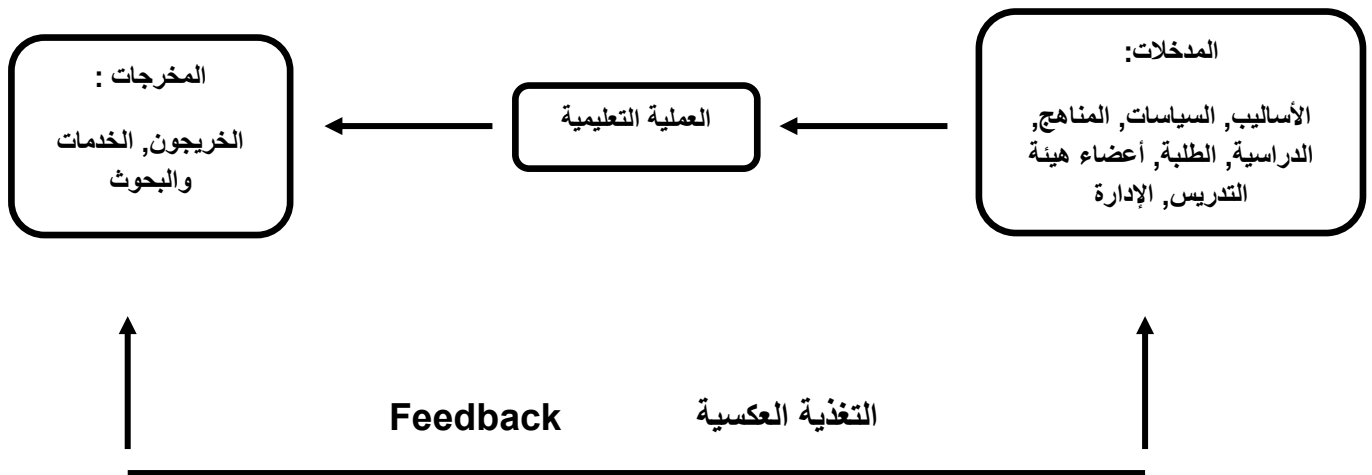 المدخلات:
الأساليب, السياسات, المناهج,
الدراسية, الطلبة, أعضاء هيئة
التدريس, الإدارة
العملية التعليمية
المخرجات :
الخريجون, الخدمات
والبحوث
التغذية العكسية Feedback